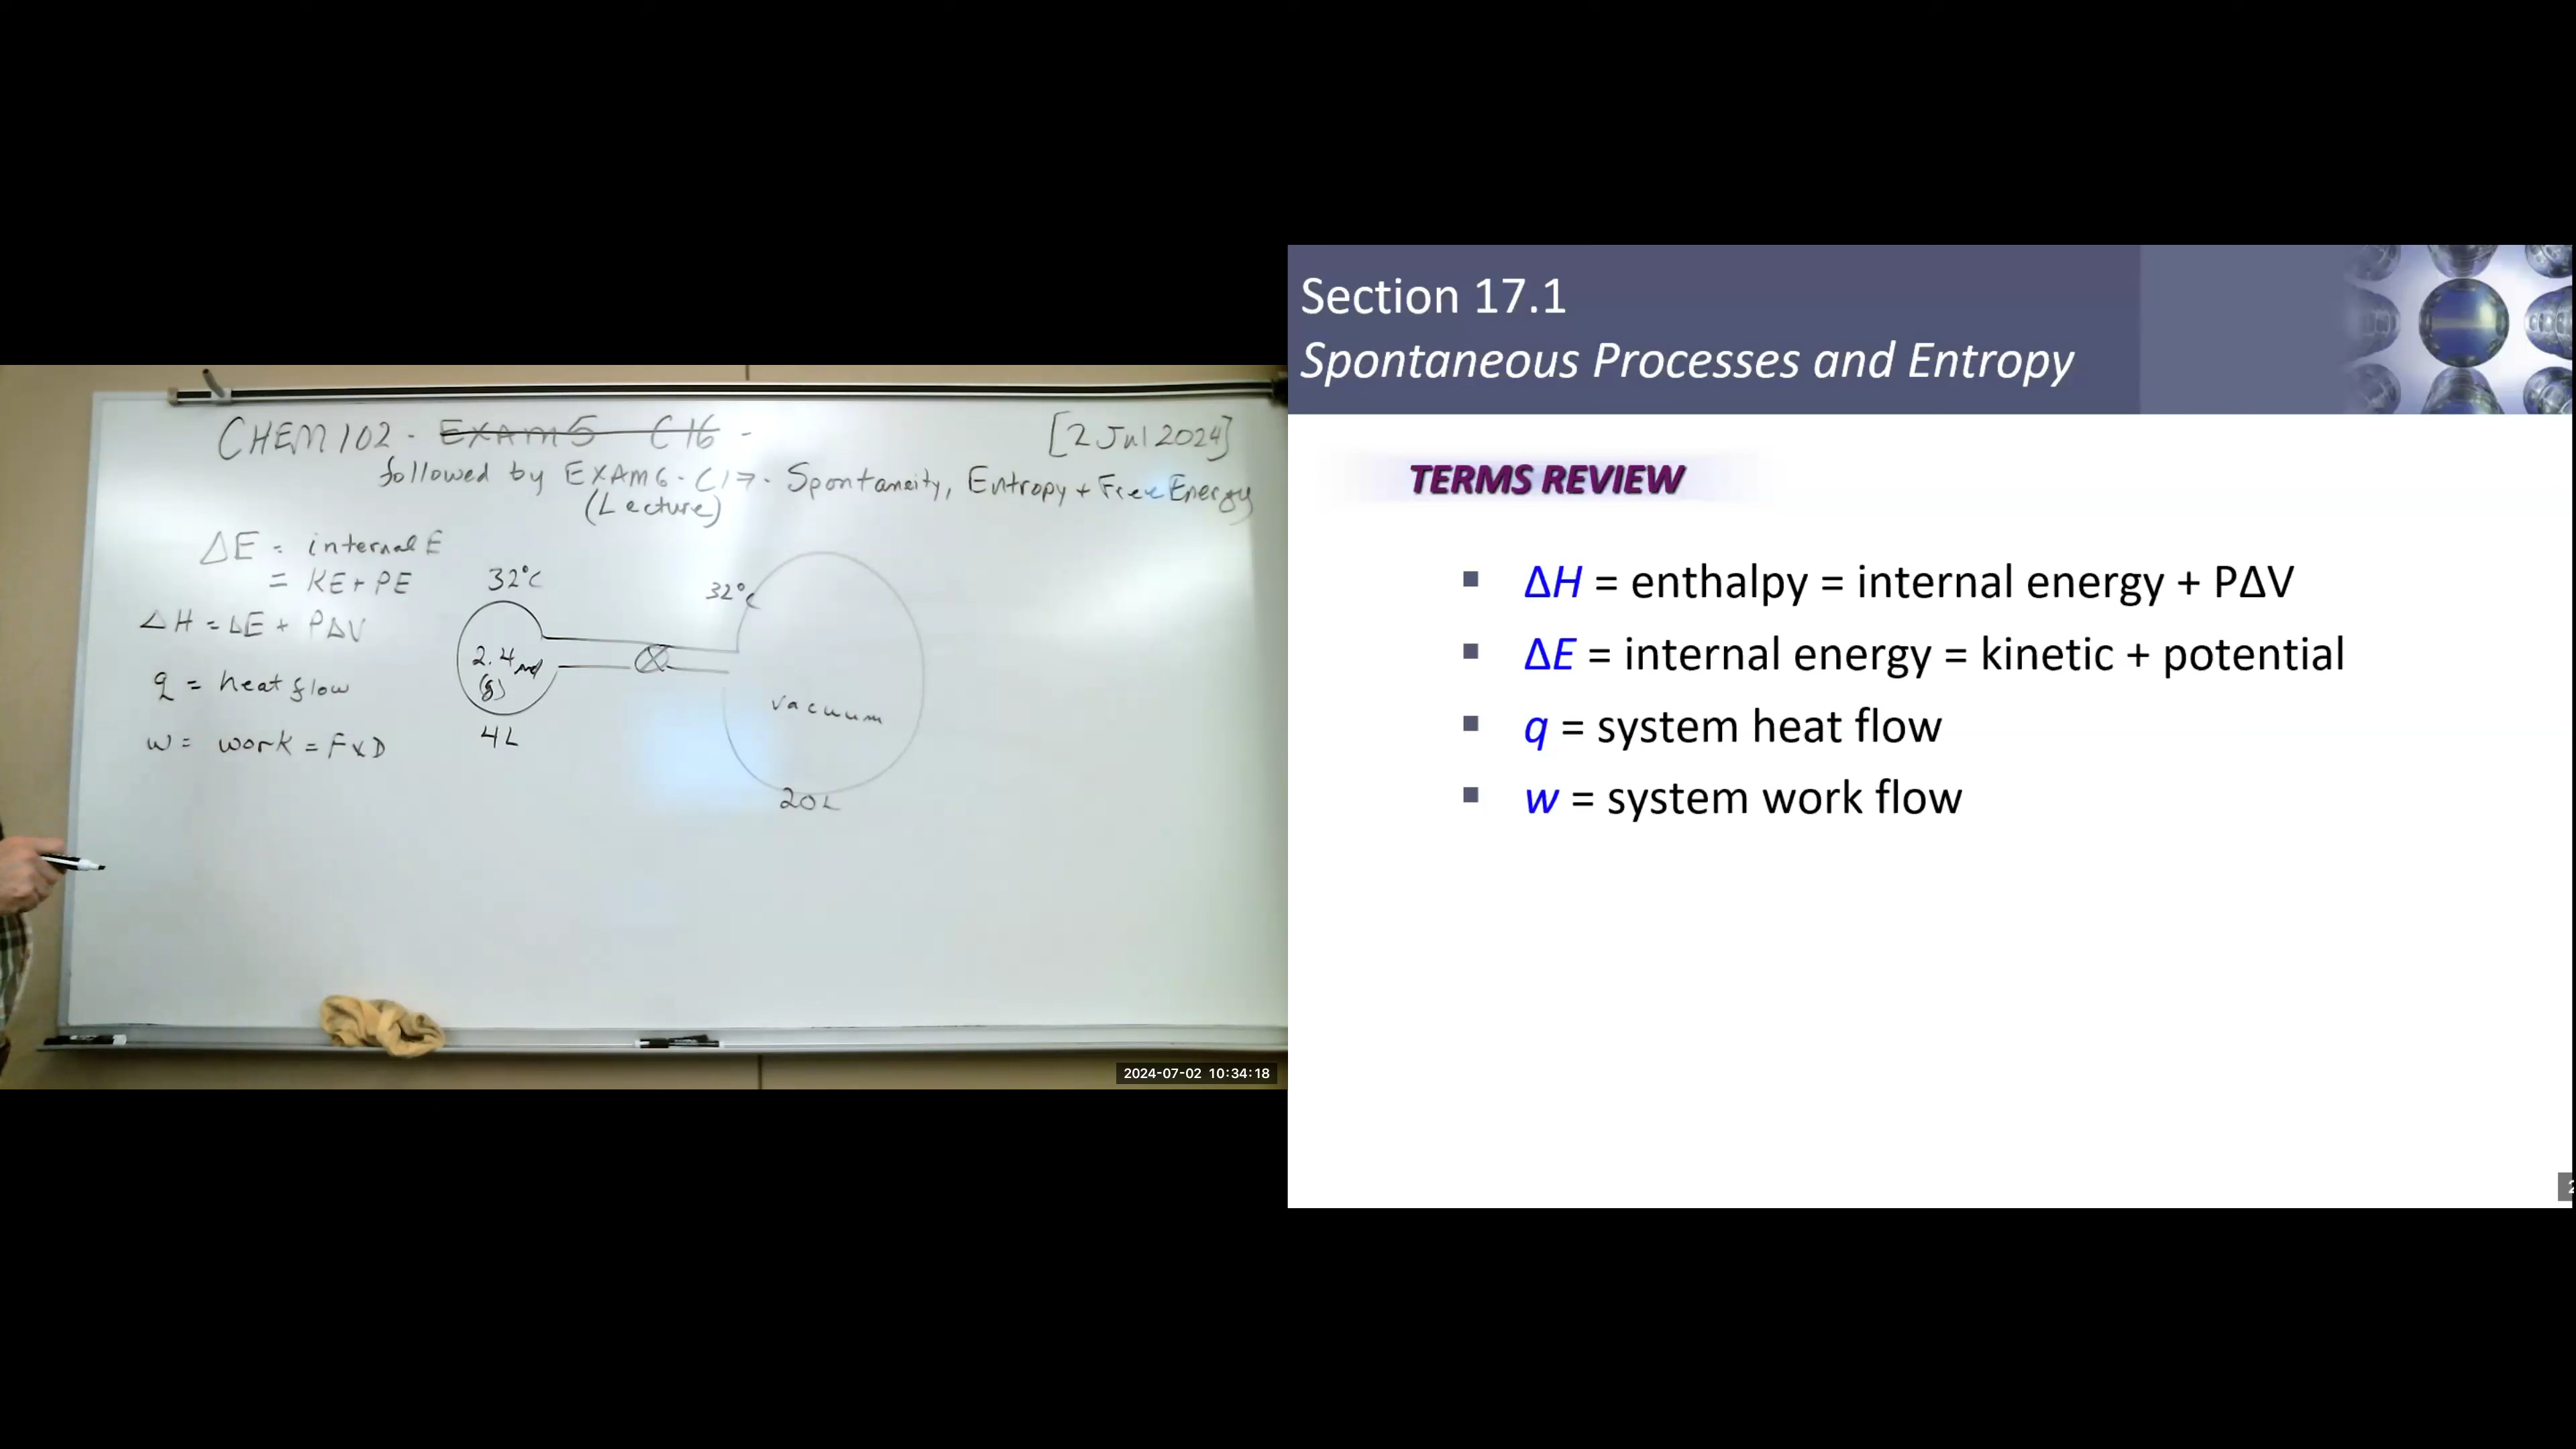 CHEM 102 - EXAM 5 C16 - [2 Jul 2024]
followed by EXAM 6 - C17 - Spontaneity, Entropy + Free Energy
(Lecture)
ΔE = internal E
= KE + PE
ΔH = ΔE + PΔV
q = heat flow
w = work = F x D
32°C
2.4 mol
(g)
4L
32°C
vacuum
20L
2024-07-02 10:34:18
Section 17.1
Spontaneous Processes and Entropy
TERMS REVIEW
▪ ΔH = enthalpy = internal energy + PΔV
▪ ΔE = internal energy = kinetic + potential
▪ q = system heat flow
▪ w = system work flow